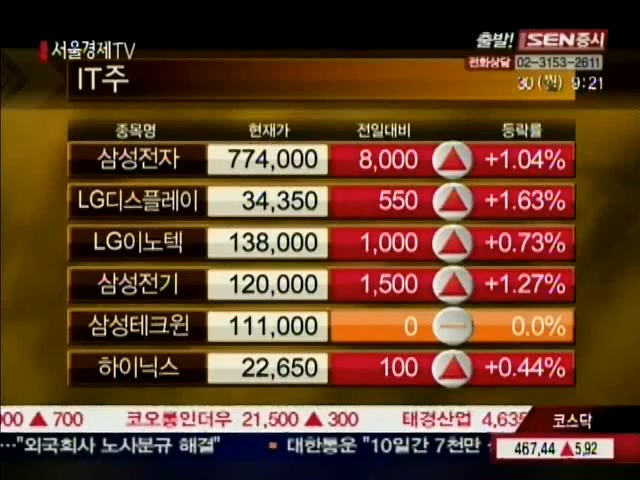 서울경제TV
출발! SEN증시
전화상담 02-3153-2611
IT주
30 (월) 9:21
종목명 현재가 전일대비 등락률
삼성전자 774,000 8,000 ▲ +1.04%
LG디스플레이 34,350 550 ▲ +1.63%
LG이노텍 138,000 1,000 ▲ +0.73%
삼성전기 120,000 1,500 ▲ +1.27%
삼성테크윈 111,000 0 − 0.0%
하이닉스 22,650 100 ▲ +0.44%
00 ▲ 700 코오롱인더우 21,500 ▲ 300 태경산업 4,635 코스닥
…"외국회사 노사분규 해결" ▪ 대한통운 "10일간 7천만 467,44 ▲5,92